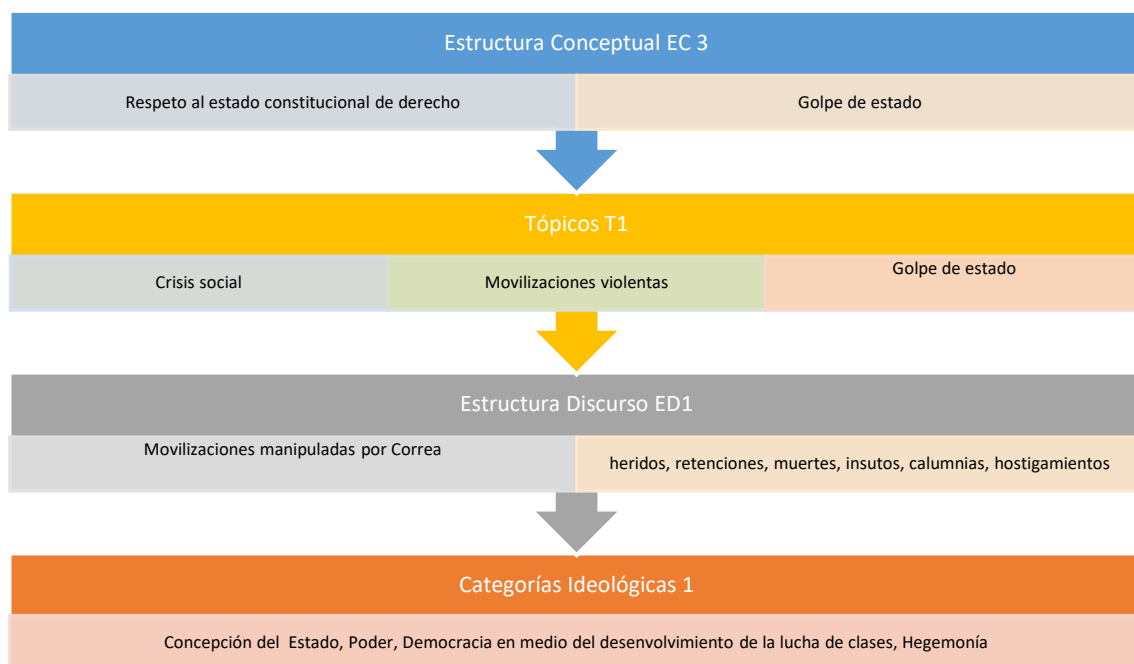 Estructura Conceptual EC 3
Respeto al estado constitucional de derecho
Golpe de estado
Tópicos T1
Crisis social
Movilizaciones violentas
Golpe de estado
Estructura Discurso ED1
Movilizaciones manipuladas por Correa
heridos, retenciones, muertes, insutos, calumnias, hostigamientos
Categorías Ideológicas 1
Concepción del Estado, Poder, Democracia en medio del desenvolvimiento de la lucha de clases, Hegemonía